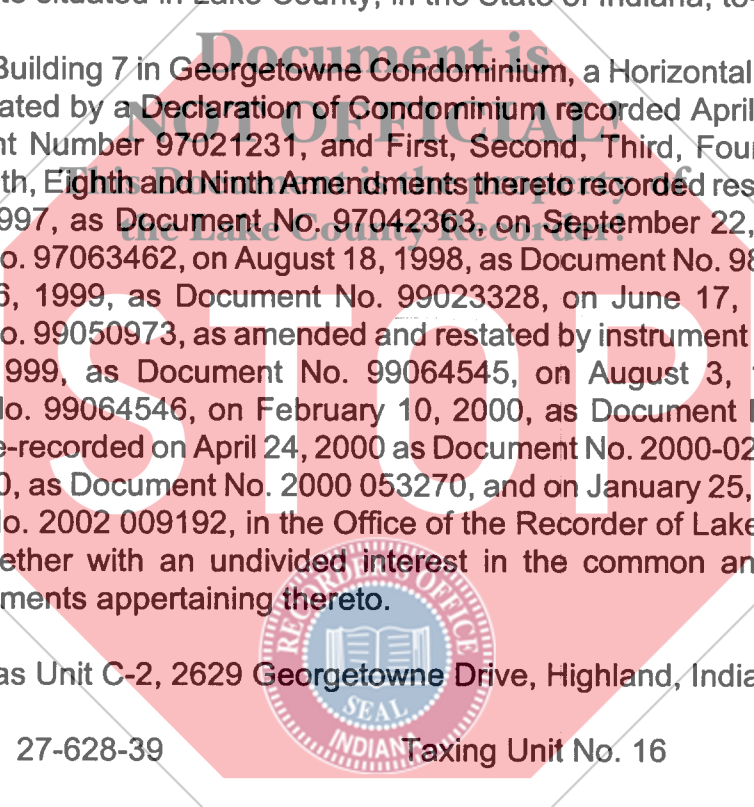 te situated in Lake County, in the State of Indiana, to-
Building 7 in Georgetowne Condominium, a Horizontal
ated by a Declaration of Condominium recorded April
nt Number 97021231, and First, Second, Third, Four
th, Eighth and Ninth Amendments thereto recorded res
997, as Document No. 97042363, on September 22,
o. 97063462, on August 18, 1998, as Document No. 98
6, 1999, as Document No. 99023328, on June 17,
o. 99050973, as amended and restated by instrument
999, as Document No. 99064545, on August 3,
No. 99064546, on February 10, 2000, as Document
e-recorded on April 24, 2000 as Document No. 2000-02
0, as Document No. 2000 053270, and on January 25,
No. 2002 009192, in the Office of the Recorder of Lake
ether with an undivided interest in the common an
ments appertaining thereto.
as Unit C-2, 2629 Georgetowne Drive, Highland, India
27-628-39 Taxing Unit No. 16
Document is
NOT OFFICIAL
This Document is the property of
the Lake County Recorder!
STOP
RECORDER'S OFFICE
SEAL
INDIANA